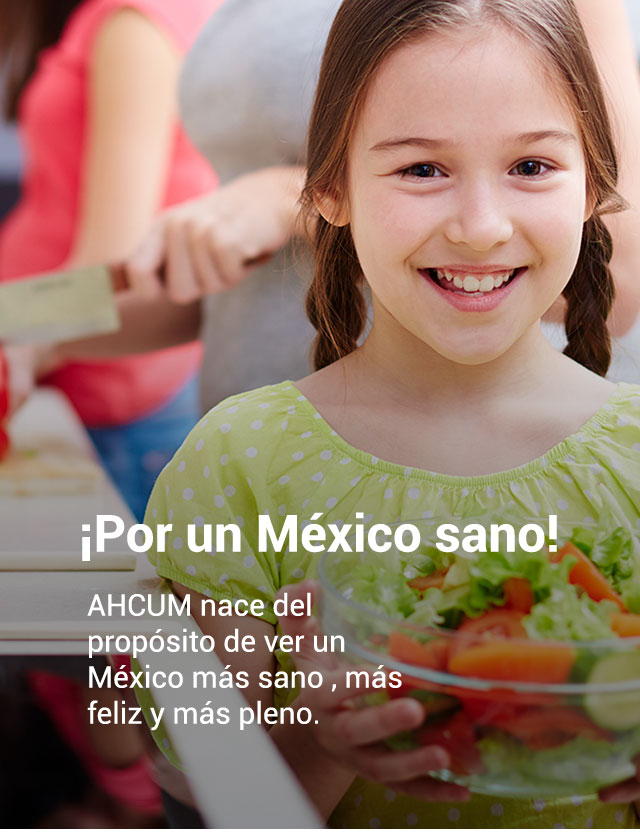 ¡Por un México sano!
AHCUM nace del
propósito de ver un
México más sano , más
feliz y más pleno.